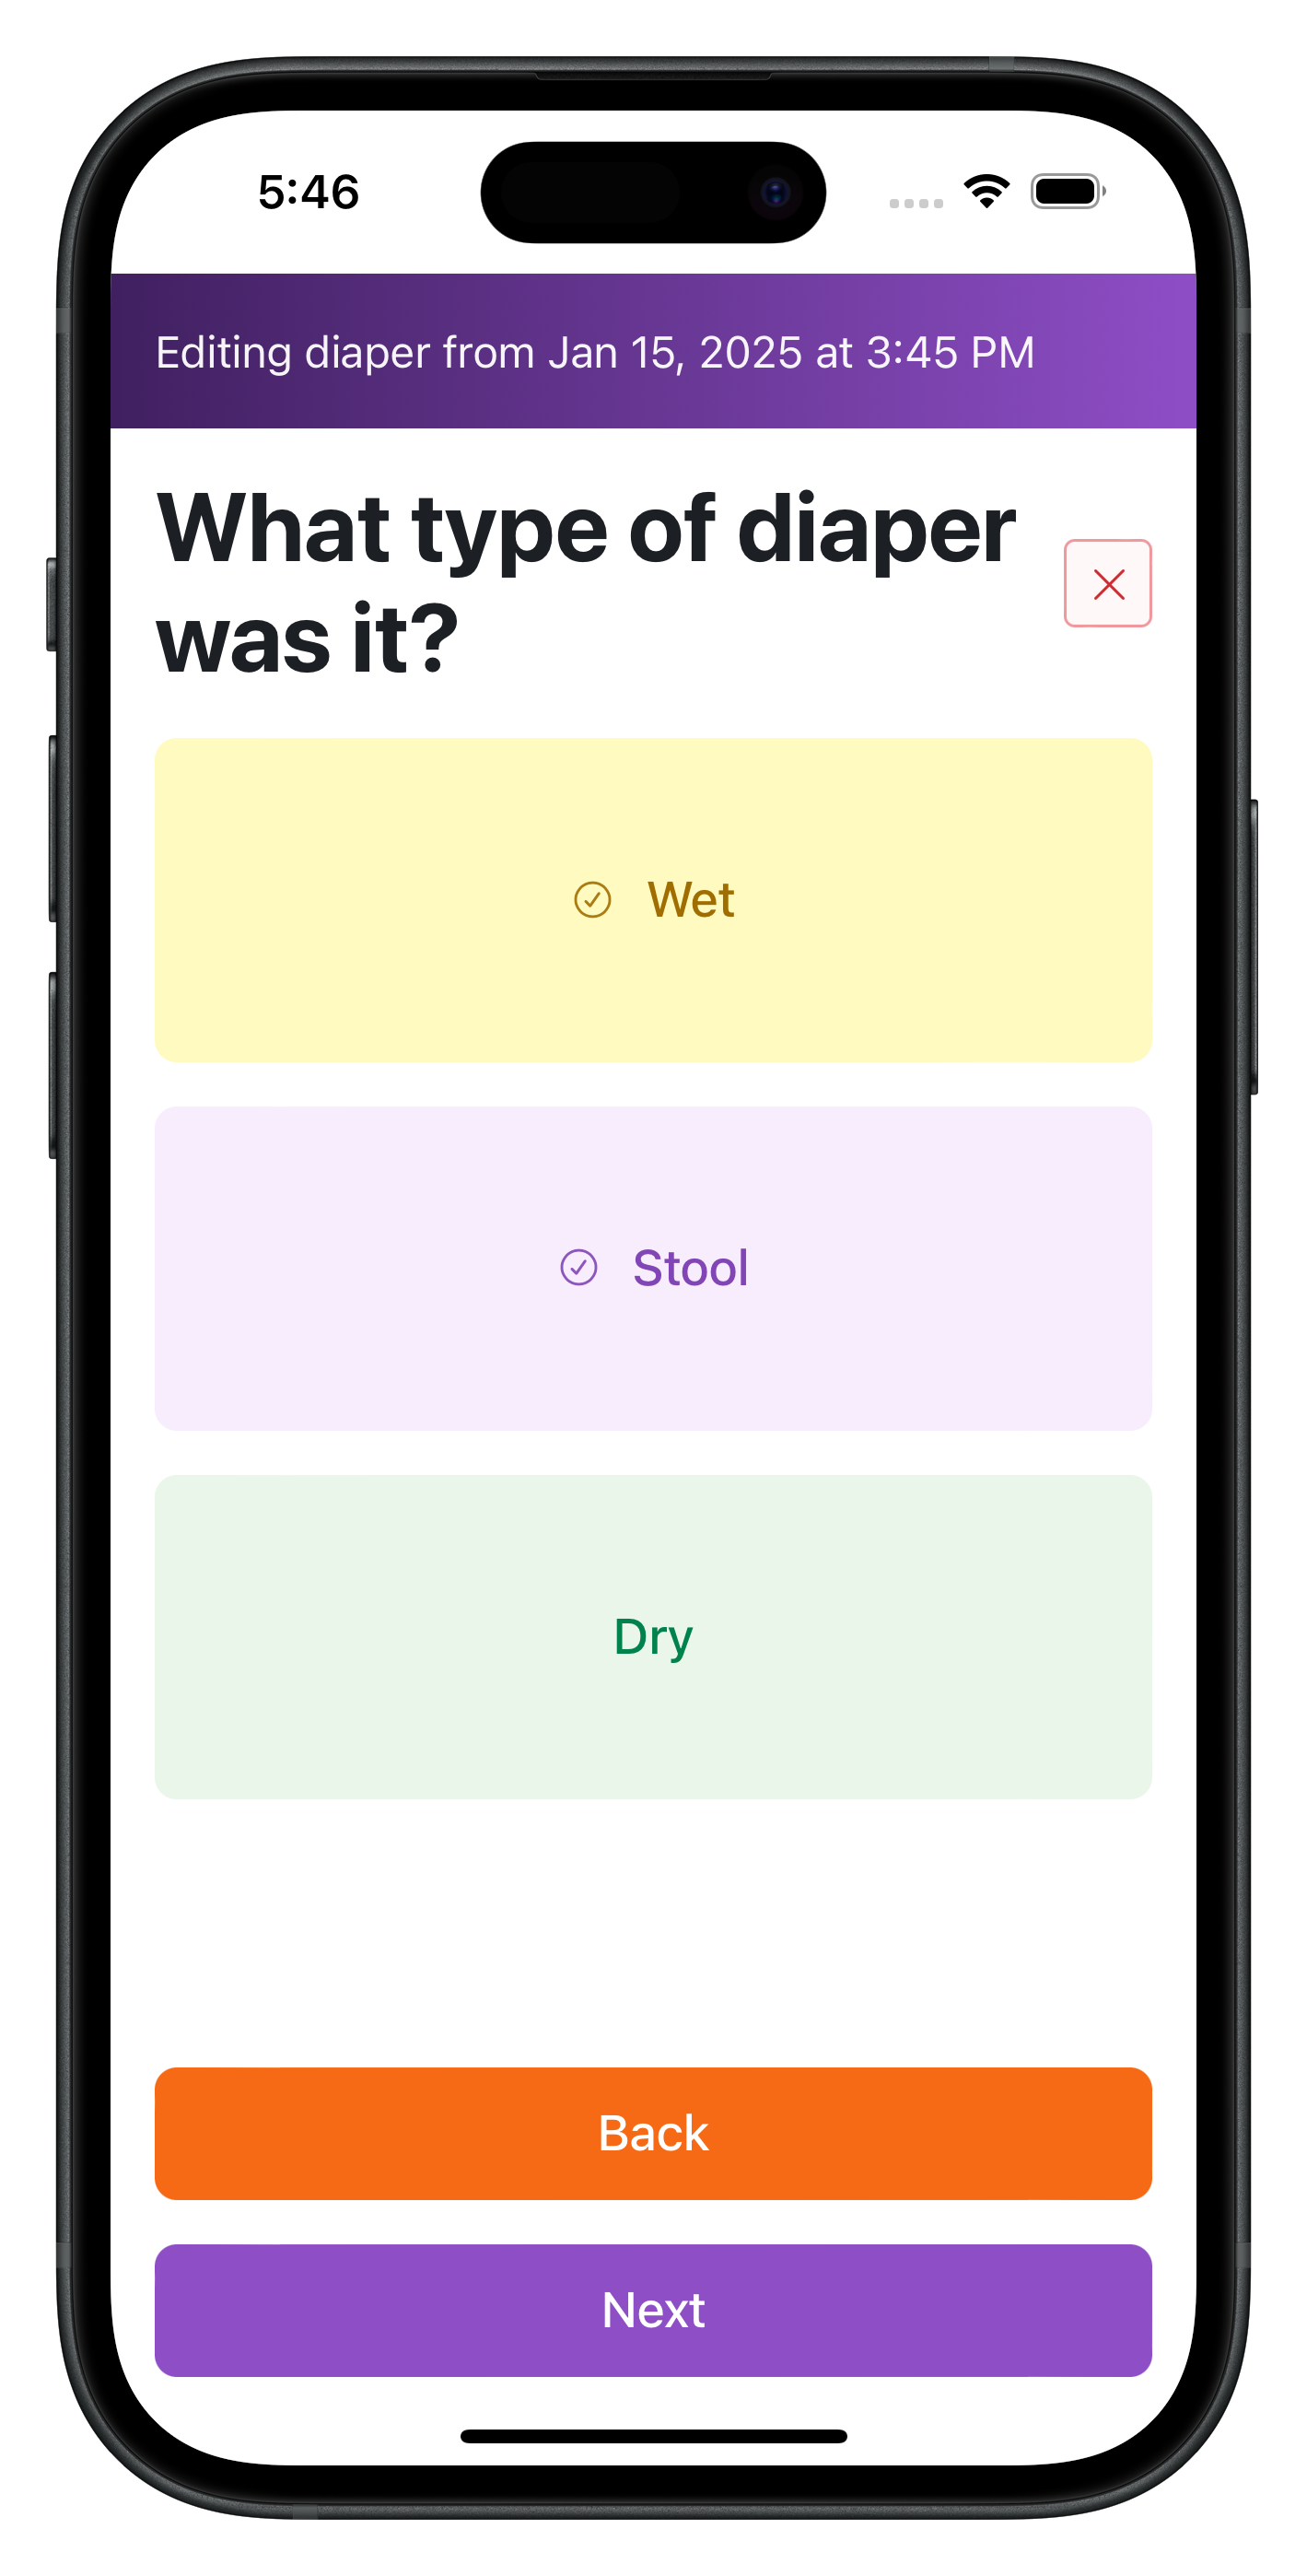 5:46
Editing diaper from Jan 15, 2025 at 3:45 PM
What type of diaper
was it?
Wet
Stool
Dry
Back
Next